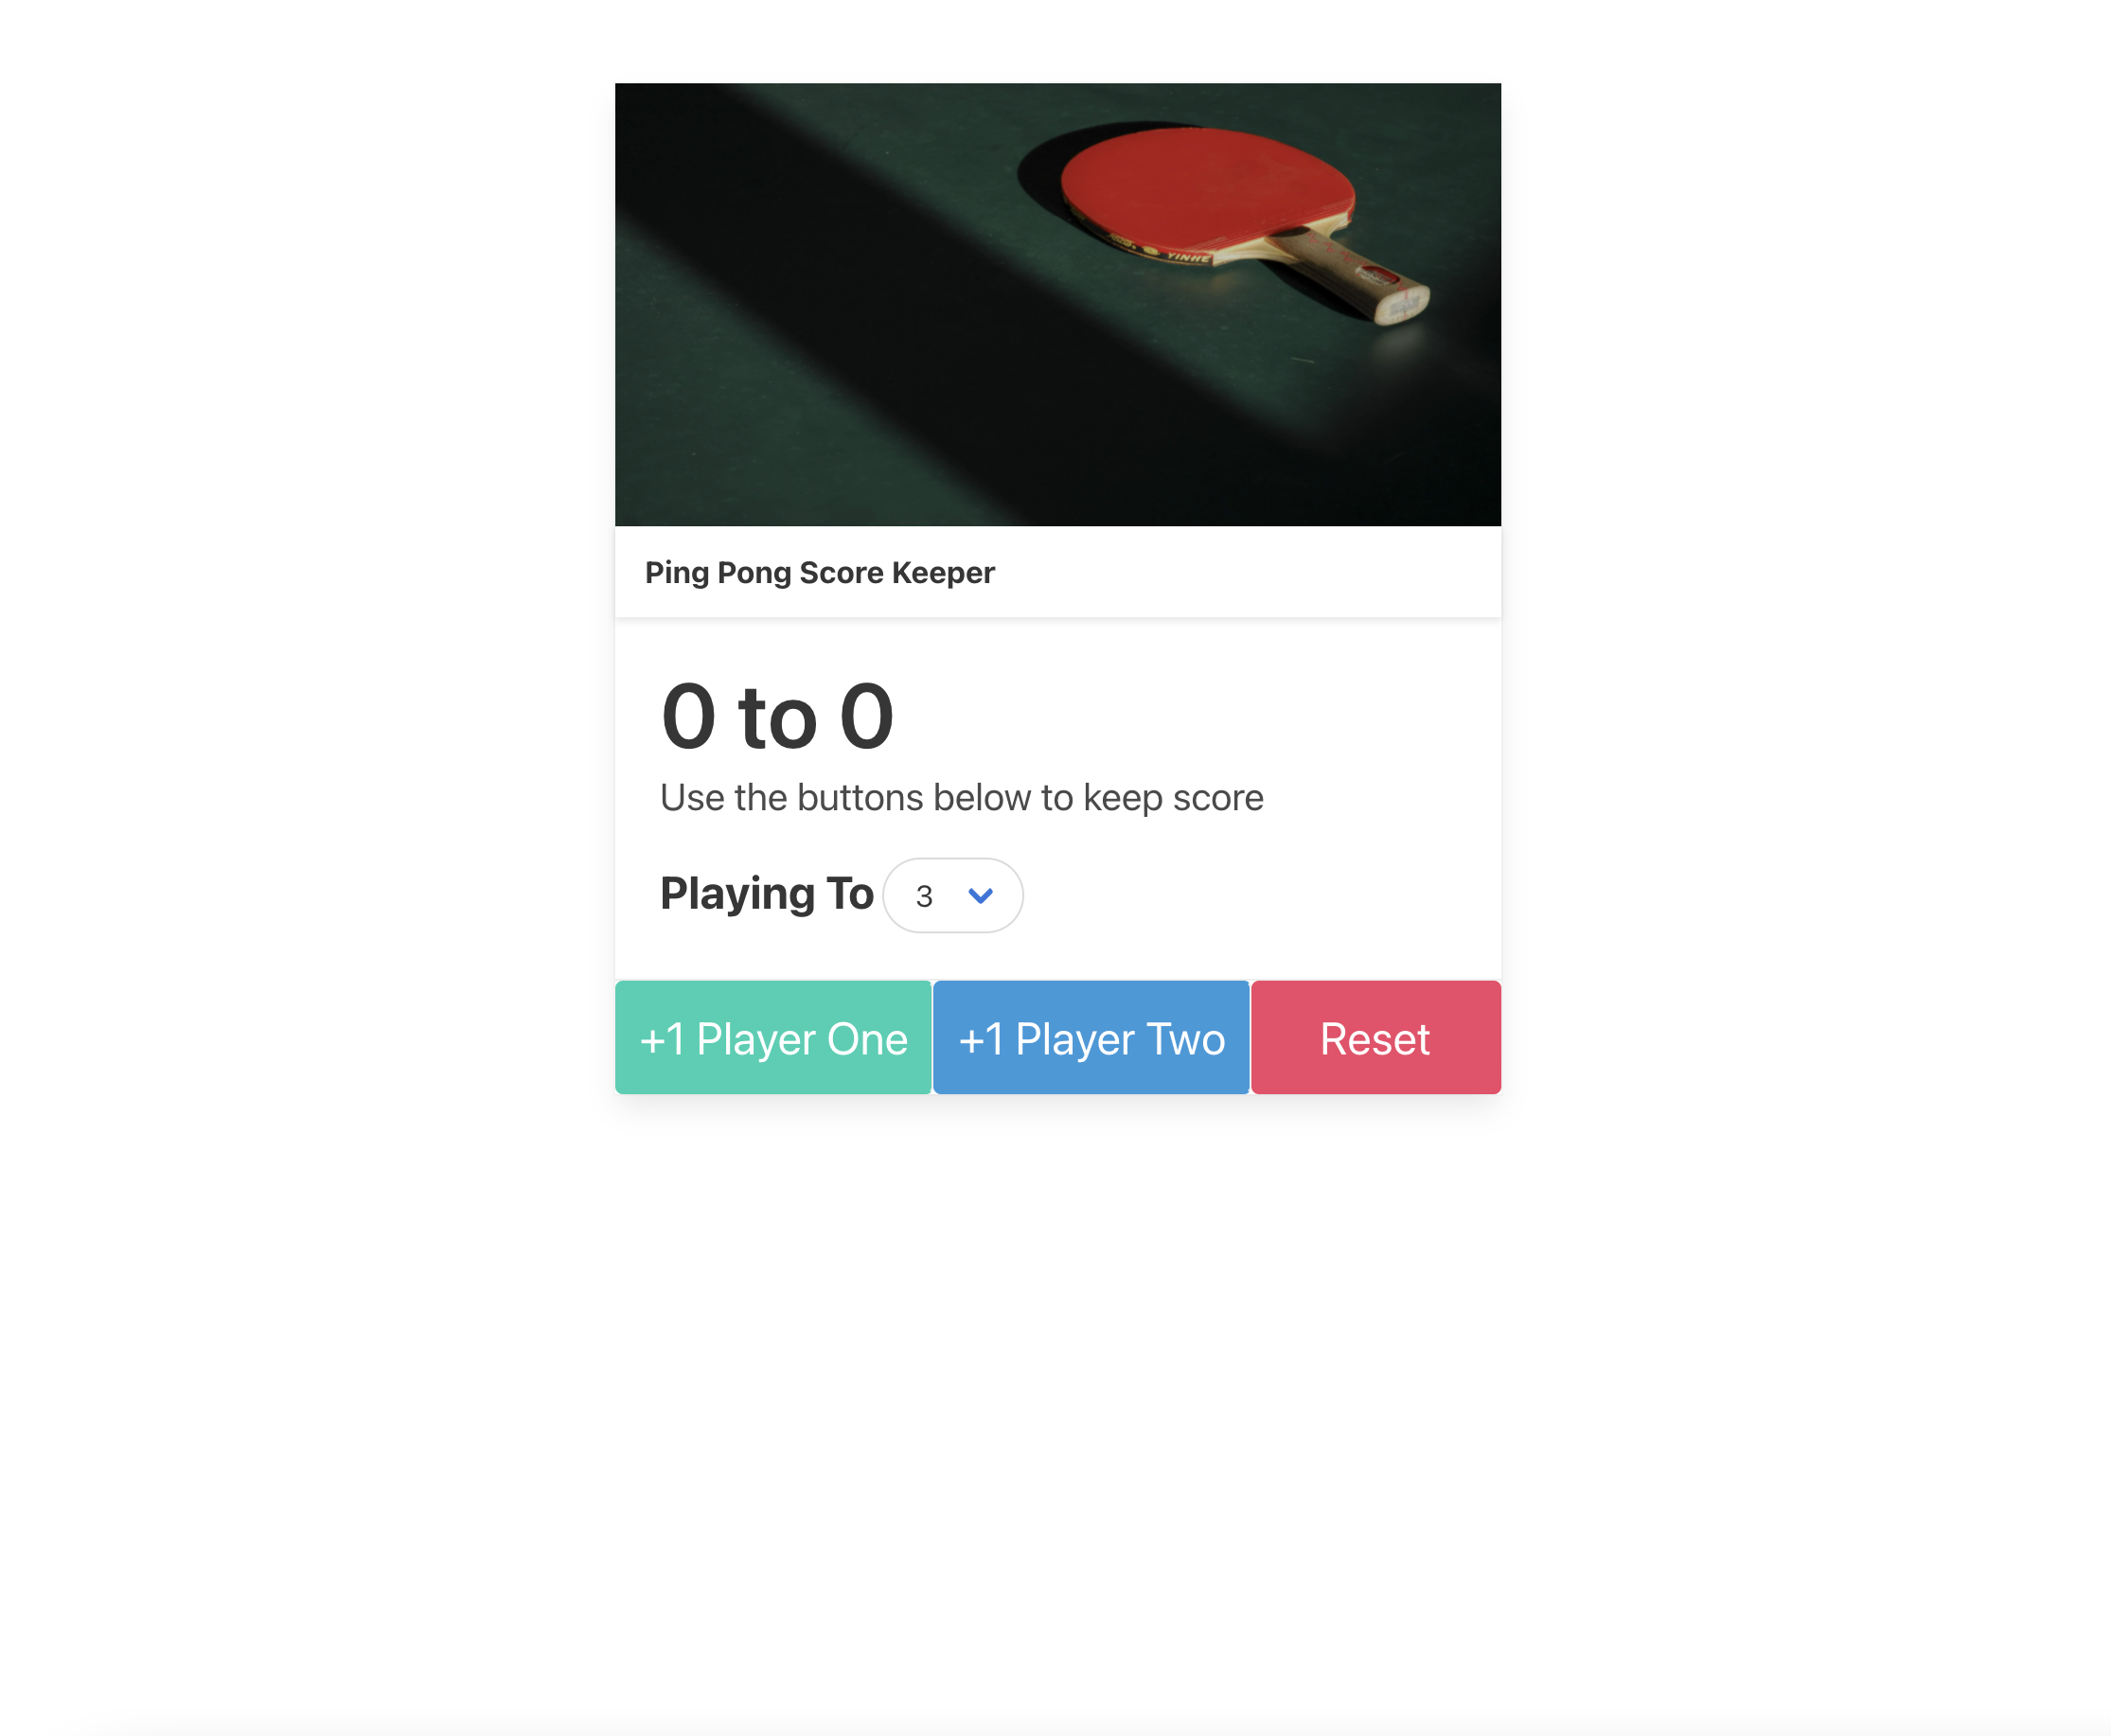 YINHE
Ping Pong Score Keeper
0 to 0
Use the buttons below to keep score
Playing To 3
+1 Player One +1 Player Two Reset